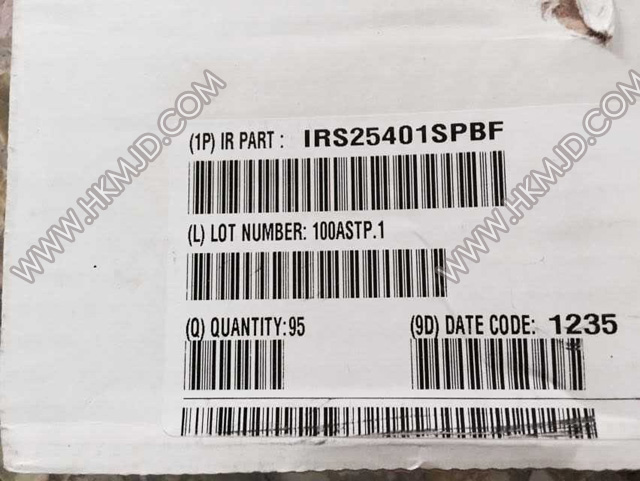 (1P) IR PART : IRS25401SPBF
(L) LOT NUMBER: 100ASTP.1
(Q) QUANTITY:95 (9D) DATE CODE: 1235
WWW.HKMJD.COM
WWW.HKMJD.COM
WWW.HKMJD.COM